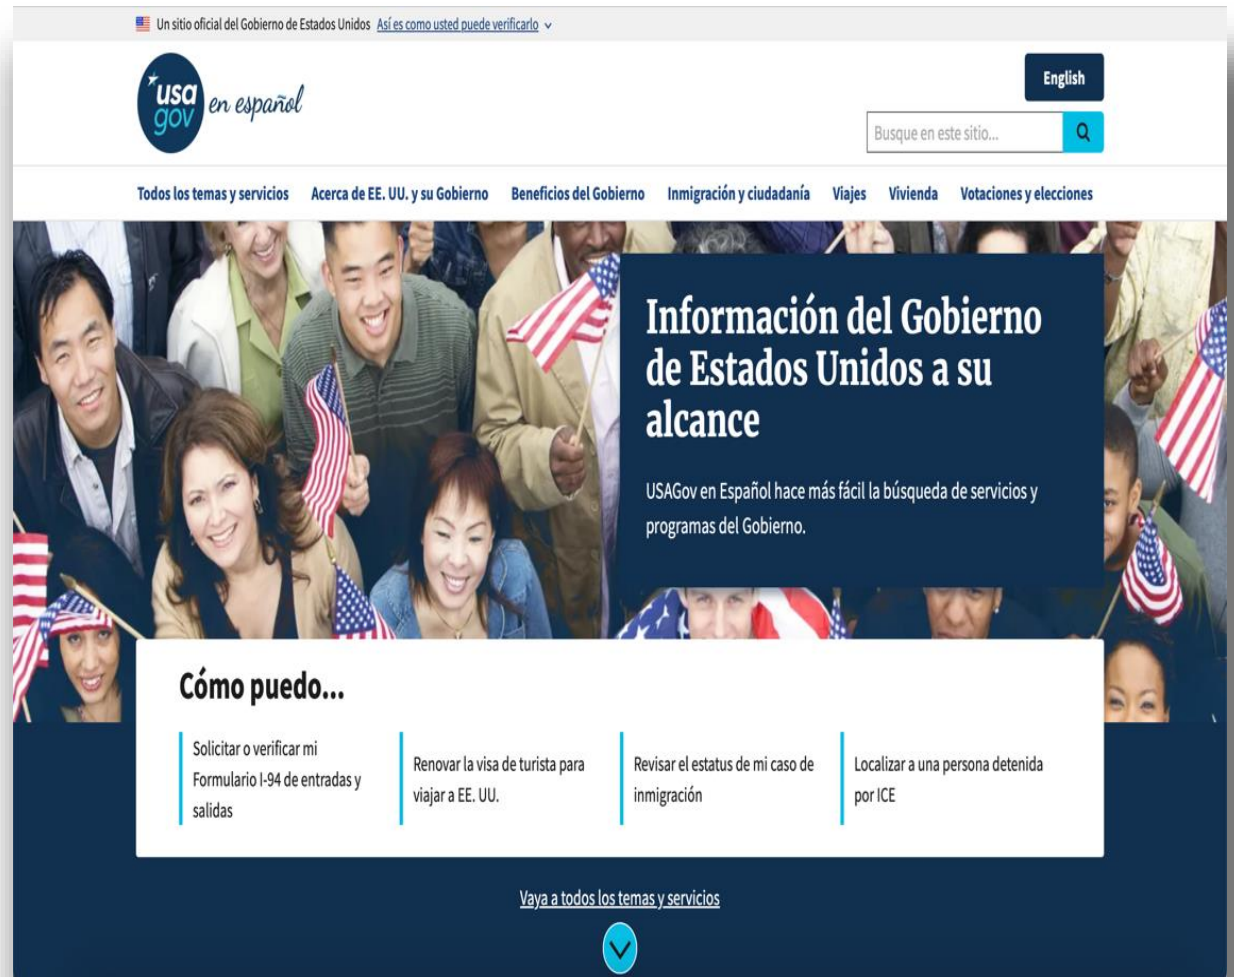 Un sitio oficial del Gobierno de Estados Unidos Así es como usted puede verificarlo
usa
gov
en español
English
Busque en este sitio...
Todos los temas y servicios Acerca de EE. UU. y su Gobierno Beneficios del Gobierno Inmigración y ciudadanía Viajes Vivienda Votaciones y elecciones
Información del Gobierno
de Estados Unidos a su
alcance
USAGov en Español hace más fácil la búsqueda de servicios y
programas del Gobierno.
Cómo puedo...
Solicitar o verificar mi
Formulario I-94 de entradas y
salidas
Renovar la visa de turista para
viajar a EE. UU.
Revisar el estatus de mi caso de
inmigración
Localizar a una persona detenida
por ICE
Vaya a todos los temas y servicios